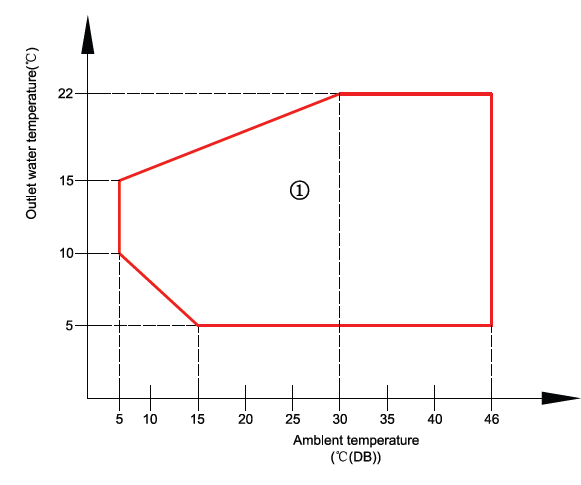 Outlet water temperature(℃)
22
15
10
5
①
5 10 15 20 25 30 35 40 46
Ambient temperature
(℃(DB))